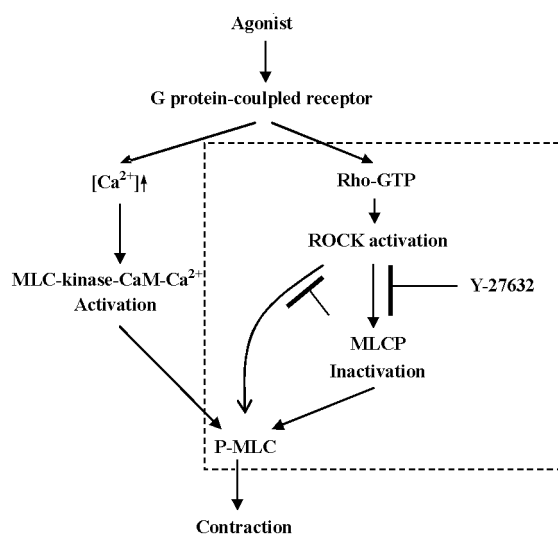 Agonist
G protein-coulpled receptor
[Ca²⁺]
Rho-GTP
ROCK activation
MLC-kinase-CaM-Ca²⁺
Activation
Y-27632
MLCP
Inactivation
P-MLC
Contraction